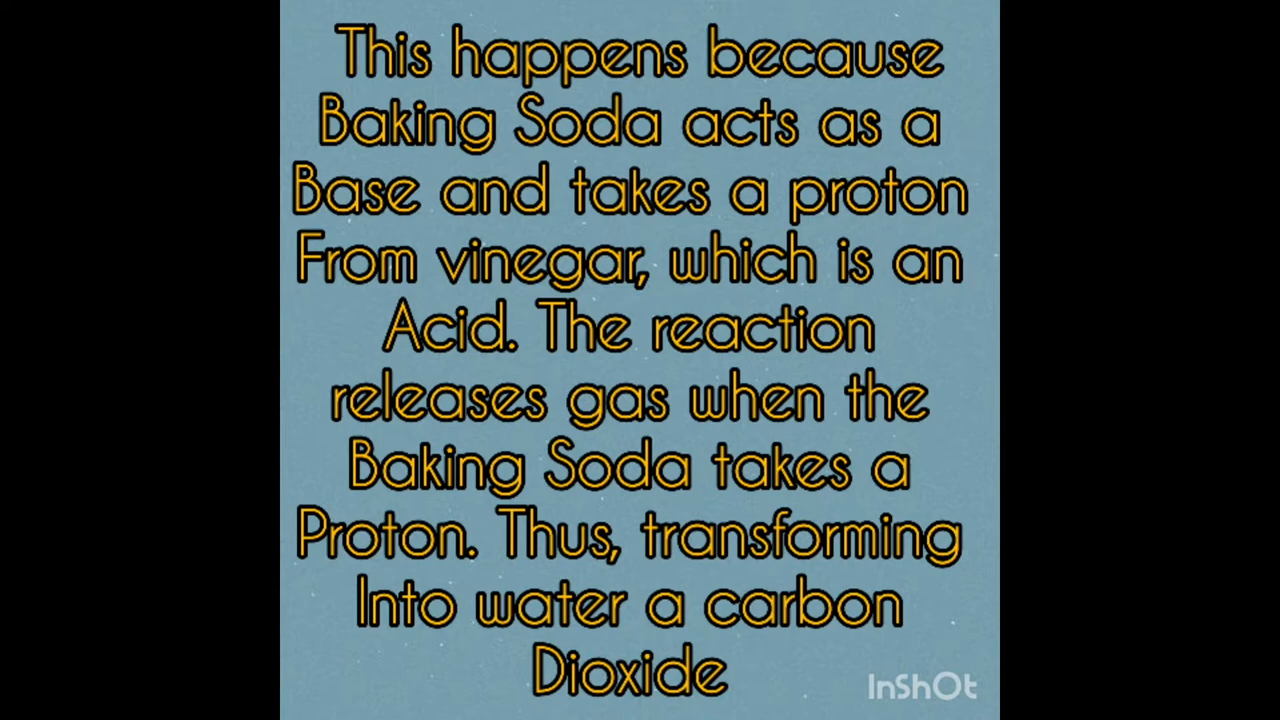 This happens because
Baking Soda acts as a
Base and takes a proton
From vinegar, which is an
Acid. The reaction
releases gas when the
Baking Soda takes a
Proton. Thus, transforming
Into water a carbon
Dioxide
InShOt